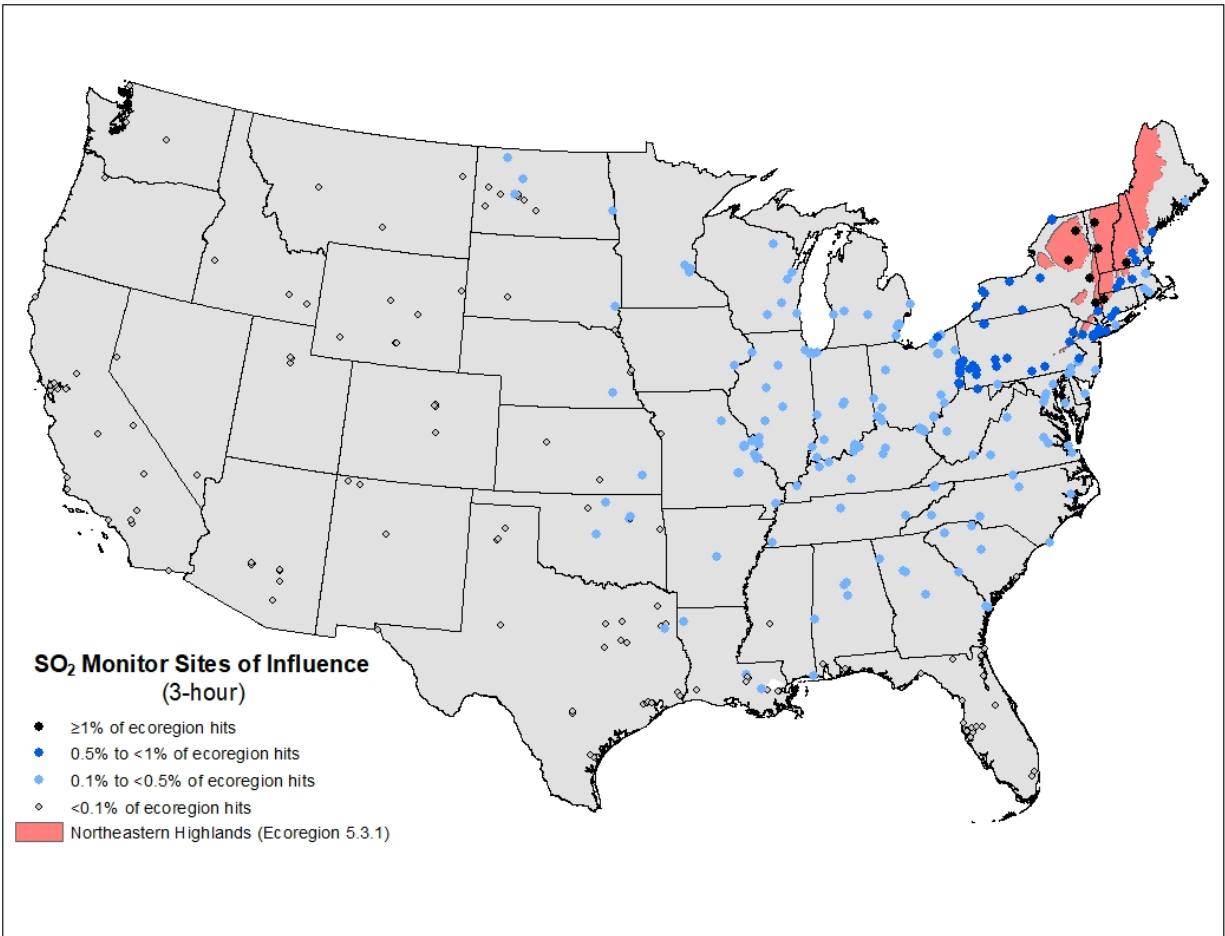 SO₂ Monitor Sites of Influence
(3-hour)
≥1% of ecoregion hits
0.5% to <1% of ecoregion hits
0.1% to <0.5% of ecoregion hits
<0.1% of ecoregion hits
Northeastern Highlands (Ecoregion 5.3.1)